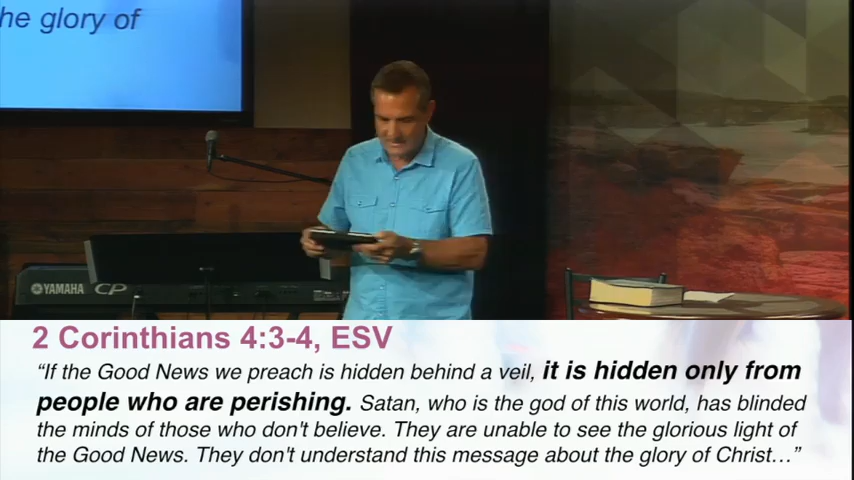 he glory of
YAMAHA CP
2 Corinthians 4:3-4, ESV
“If the Good News we preach is hidden behind a veil, it is hidden only from
people who are perishing. Satan, who is the god of this world, has blinded
the minds of those who don't believe. They are unable to see the glorious light of
the Good News. They don't understand this message about the glory of Christ…”